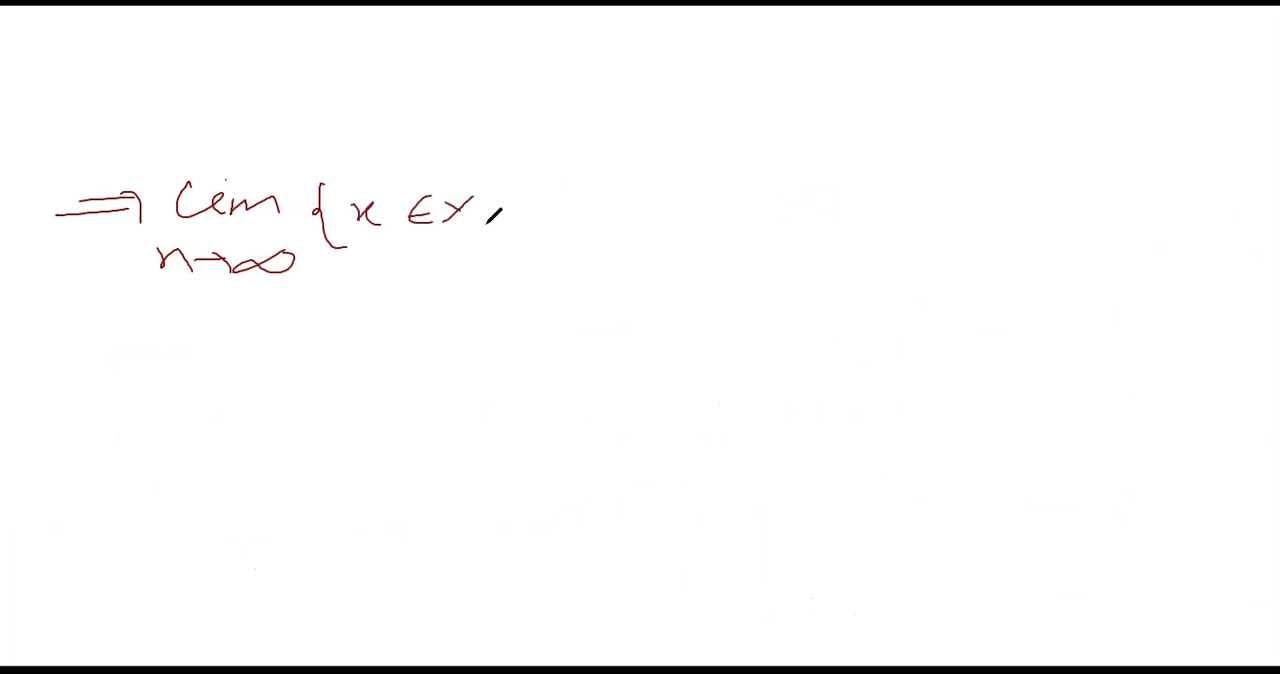 ⇒ lim { x ∈ Y
n→∞